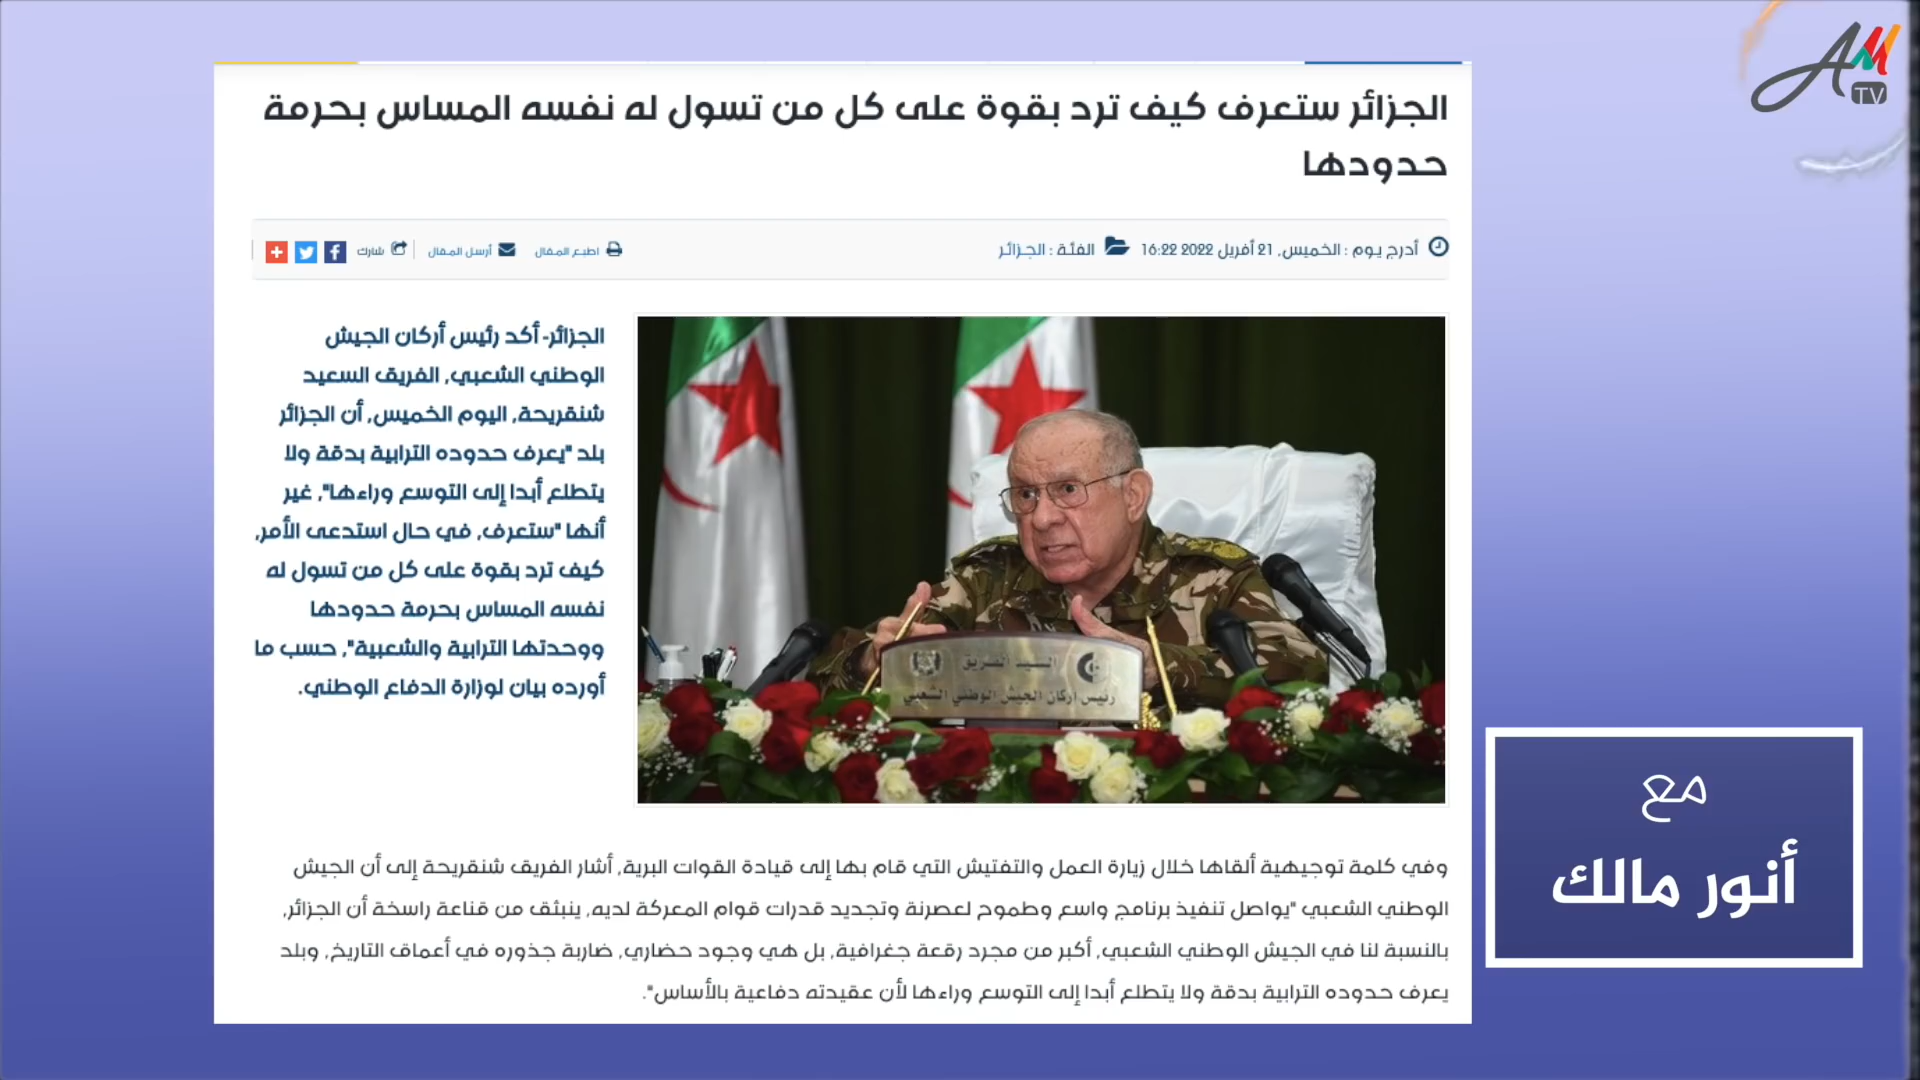 AM
TV
الجزائر ستعرف كيف ترد بقوة على كل من تسول له نفسه المساس بحرمة
حدودها
أدرج يوم : الخميس, 21 أفريل 2022 16:22 الفئة : الجزائر اطبع المقال أرسل المقال شارك
الجزائر- أكد رئيس أركان الجيش
الوطني الشعبي, الفريق السعيد
شنقريحة, اليوم الخميس, أن الجزائر
بلد "يعرف حدوده الترابية بدقة ولا
يتطلع أبدا إلى التوسع وراءها", غير
أنها "ستعرف, في حال استدعى الأمر,
كيف ترد بقوة على كل من تسول له
نفسه المساس بحرمة حدودها
ووحدتها الترابية والشعبية", حسب ما
أورده بيان لوزارة الدفاع الوطني.
السيد الفريق
رئيس أركان الجيش الوطني الشعبي
وفي كلمة توجيهية ألقاها خلال زيارة العمل والتفتيش التي قام بها إلى قيادة القوات البرية, أشار الفريق شنقريحة إلى أن الجيش
الوطني الشعبي "يواصل تنفيذ برنامج واسع وطموح لعصرنة وتجديد قدرات قوام المعركة لديه, ينبثق من قناعة راسخة أن الجزائر,
بالنسبة لنا في الجيش الوطني الشعبي, أكبر من مجرد رقعة جغرافية, بل هي وجود حضاري, ضاربة جذوره في أعماق التاريخ, وبلد
يعرف حدوده الترابية بدقة ولا يتطلع أبدا إلى التوسع وراءها لأن عقيدته دفاعية بالأساس".
مع
أنور مالك